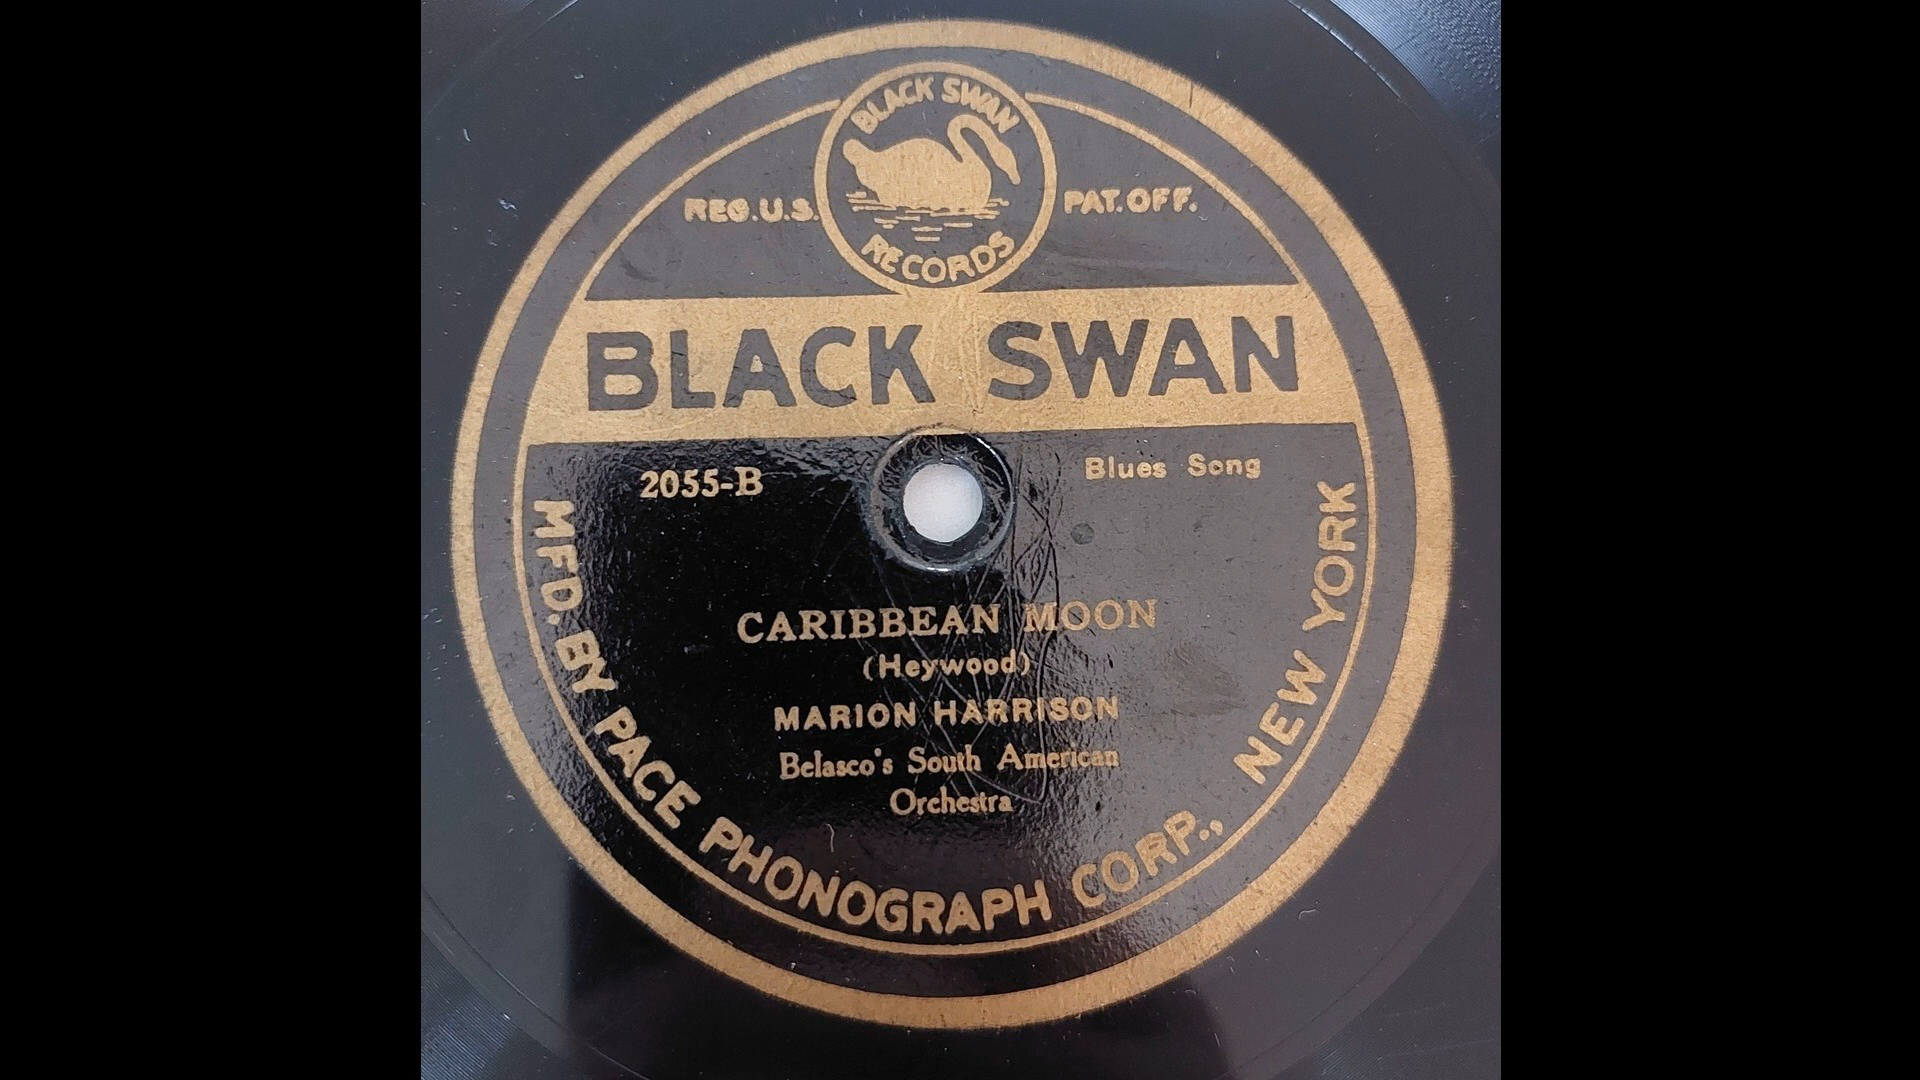 BLACK SWAN
RECORDS
REG. U.S. PAT. OFF.
BLACK SWAN
2055-B
Blues Song
CARIBBEAN MOON
(Heywood)
MARION HARRISON
Belasco's South American
Orchestra
MFD. BY PACE PHONOGRAPH CORP., NEW YORK